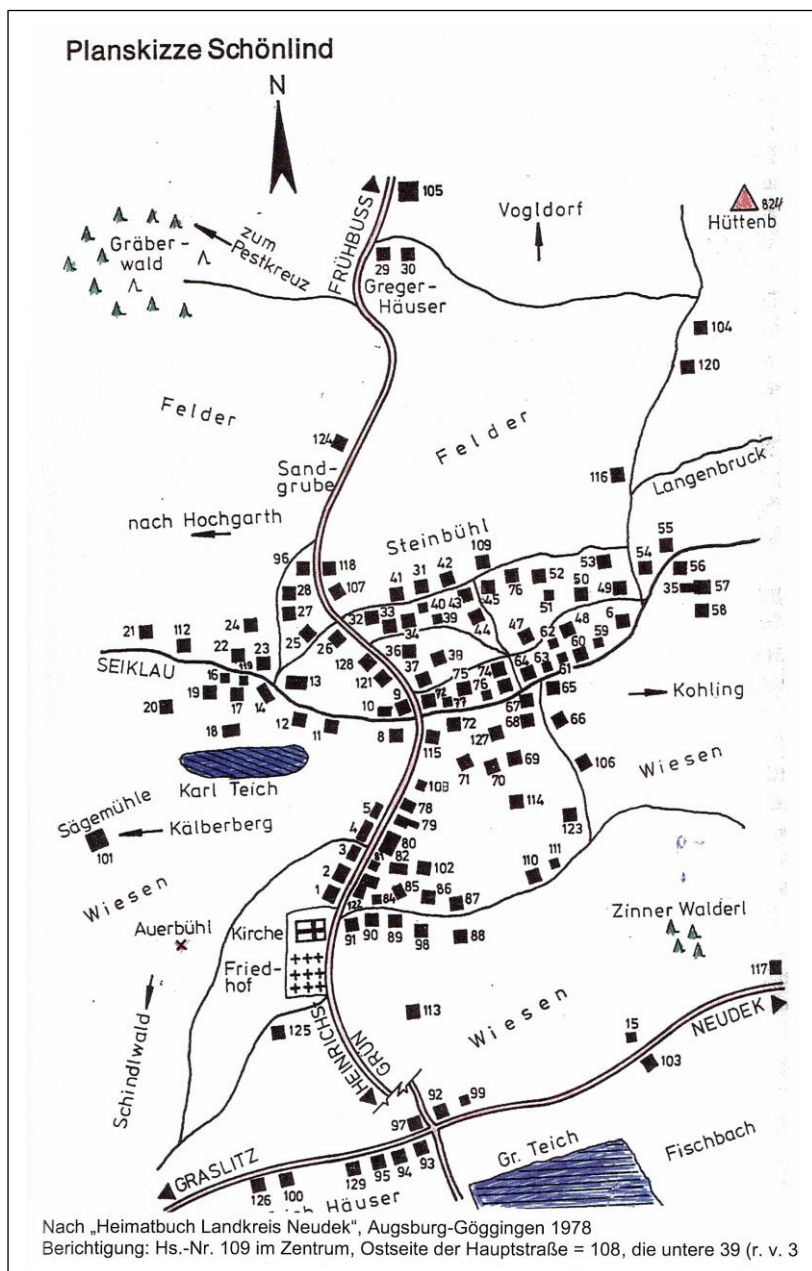 Planskizze Schönlind
N
105
FRÜHBUSS
zum
Pestkreuz
Gräber-
wald
Vogldorf
824
Hüttenb
29 30
Greger-
Häuser
104
120
Felder
Felder
124
Sand-
grube
116
Langenbruck
nach Hochgarth
Steinbühl
96 118 107
28 27 25 26
41 31 42 109
32 33 34 40 39 43 45 44
76 52 51 53 50 49
54 55 56 35 57 58
21 112 24 22 23
SEIKLAU
16 119 19 17 14 13
20 18 12 11
36 37 38
128 121
10 9 8 115
75 74 76 72 77 72
47 62 48 6 59
64 63 61 60
67 68 65 66
127 71 70 69
Kohling
Wiesen
106
114
123
110 111
Karl Teich
Sägemühle
101
Kälberberg
Wiesen
108
5 4 3 2 1
78 79 80 81 82 102
122 84 85 86 87
91 90 89 98 88
Auerbühl
Kirche
Fried-
hof
Zinner Walderl
Schindlwald
125
HEINRICHS
GRÜN
113
Wiesen
117
NEUDEK
15
103
92 99
97
GRASLITZ
126 100 129 95 94 93
Häuser
Gr. Teich
Fischbach
Nach „Heimatbuch Landkreis Neudek“, Augsburg-Göggingen 1978
Berichtigung: Hs.-Nr. 109 im Zentrum, Ostseite der Hauptstraße = 108, die untere 39 (r. v. 3